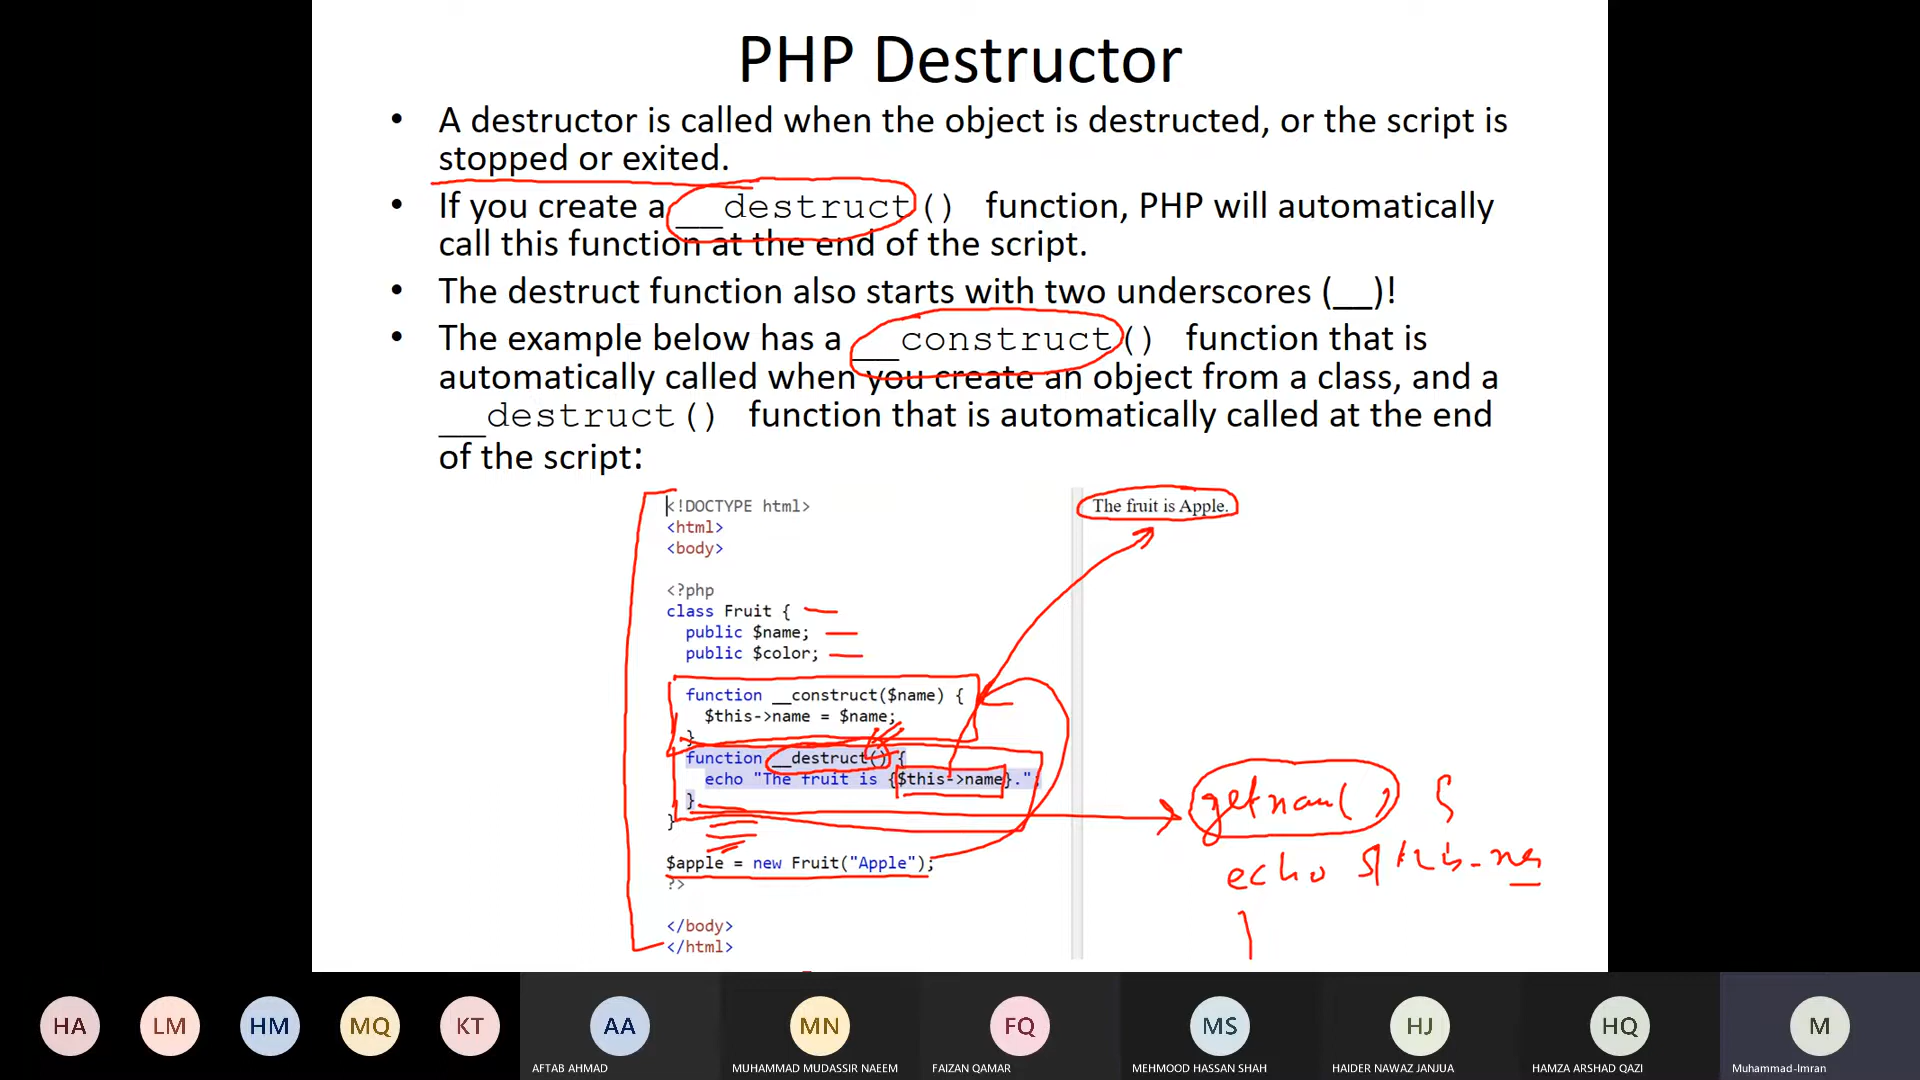 PHP Destructor
• A destructor is called when the object is destructed, or the script is
stopped or exited.
• If you create a __destruct() function, PHP will automatically
call this function at the end of the script.
• The destruct function also starts with two underscores (__)!
• The example below has a __construct() function that is
automatically called when you create an object from a class, and a
__destruct() function that is automatically called at the end
of the script:
<!DOCTYPE html>
<html>
<body>
<?php
class Fruit {
public $name;
public $color;
function __construct($name) {
$this->name = $name;
}
function __destruct() {
echo "The fruit is {$this->name}.";
}
}
$apple = new Fruit("Apple");
?>
</body>
</html>
The fruit is Apple.
{
echo
}
HA
LM
HM
MQ
KT
AA
AFTAB AHMAD
MN
MUHAMMAD MUDASSIR NAEEM
FQ
FAIZAN QAMAR
MS
MEHMOOD HASSAN SHAH
HJ
HAIDER NAWAZ JANJUA
HQ
HAMZA ARSHAD QAZI
M
Muhammad-Imran